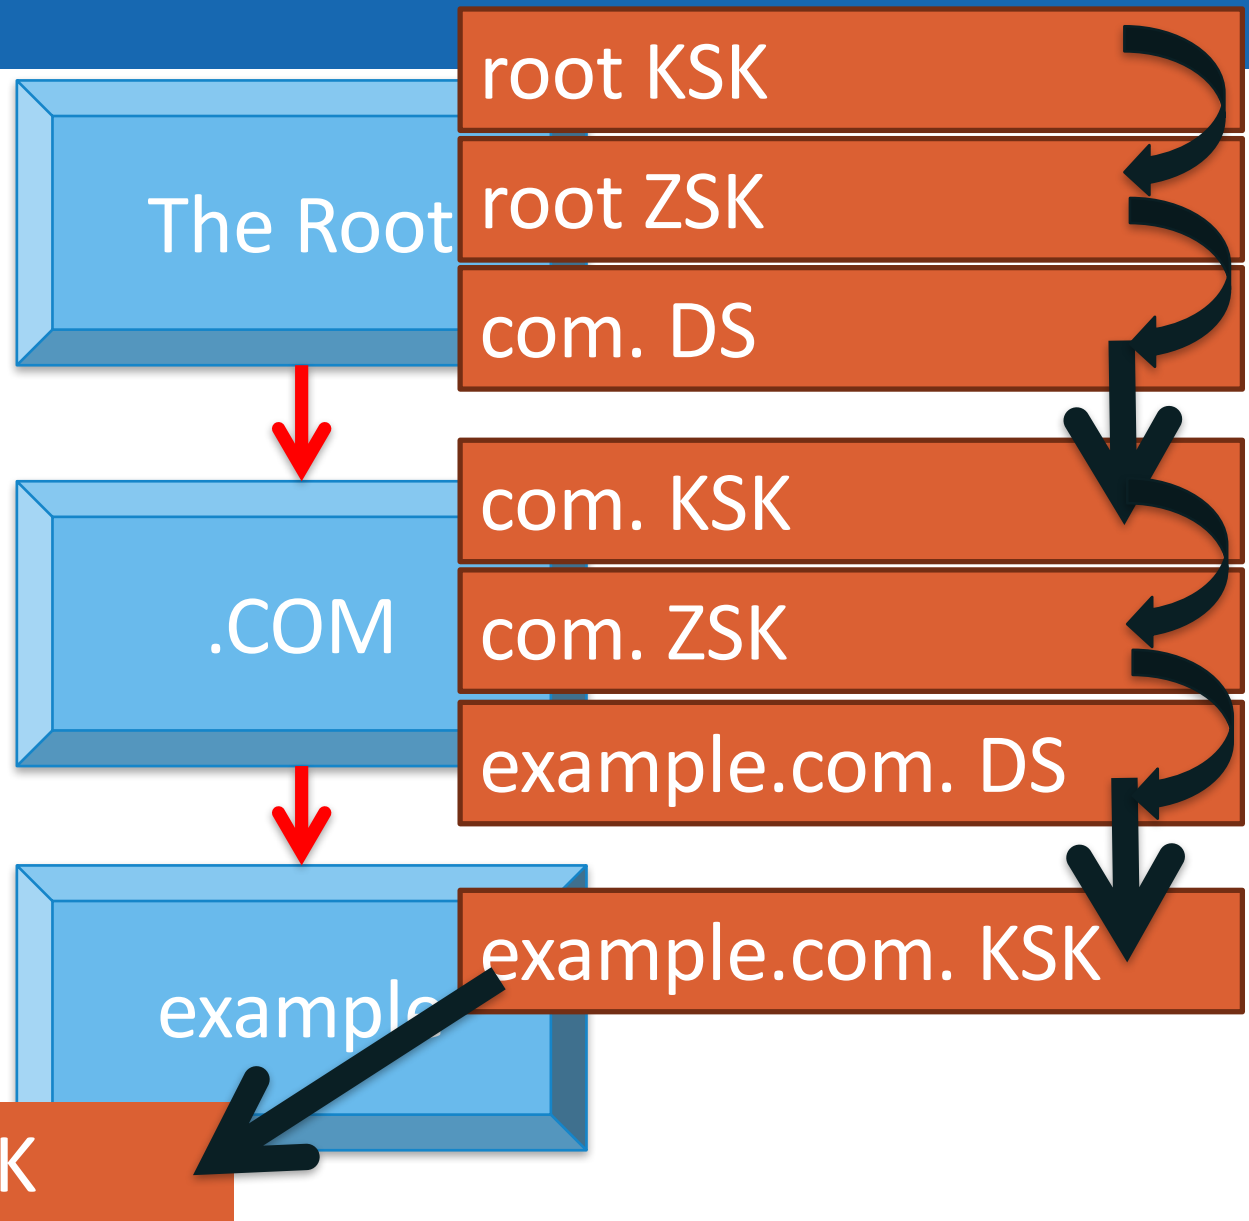 The Root
root KSK
root ZSK
com. DS
.COM
com. KSK
com. ZSK
example.com. DS
example
example.com. KSK
K